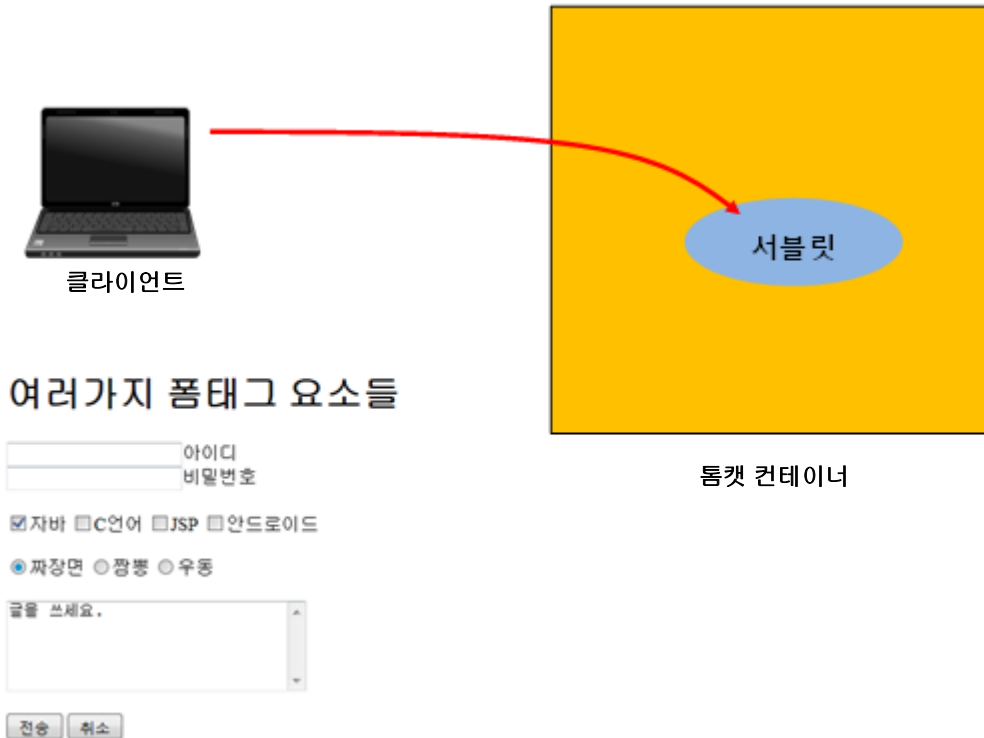 서블릿
클라이언트
톰캣 컨테이너
여러가지 폼태그 요소들
아이디
비밀번호
자바 C언어 JSP 안드로이드
짜장면 짬뽕 우동
글을 쓰세요.
전송 취소